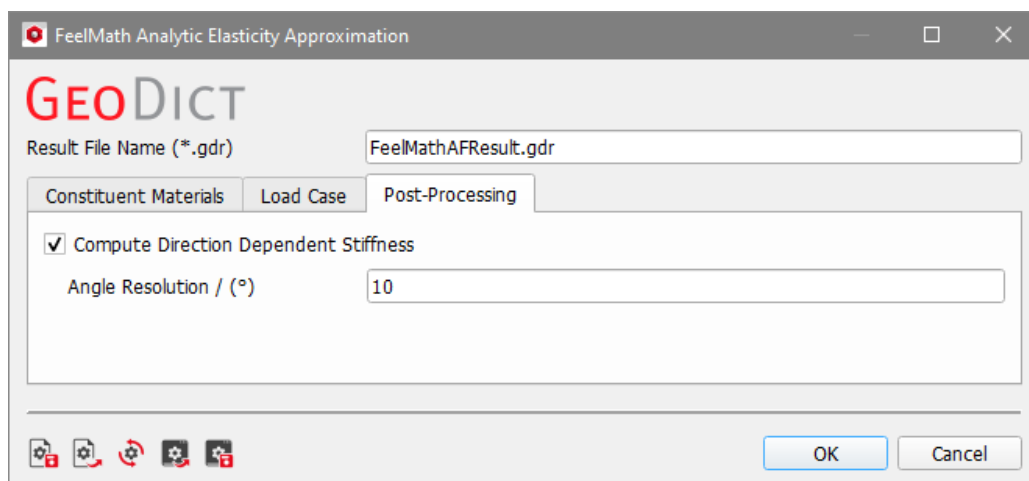 FeelMath Analytic Elasticity Approximation
GEODICT
Result File Name (*.gdr) FeelMathAFResult.gdr
Constituent Materials Load Case Post-Processing
Compute Direction Dependent Stiffness
Angle Resolution / (°) 10
OK Cancel